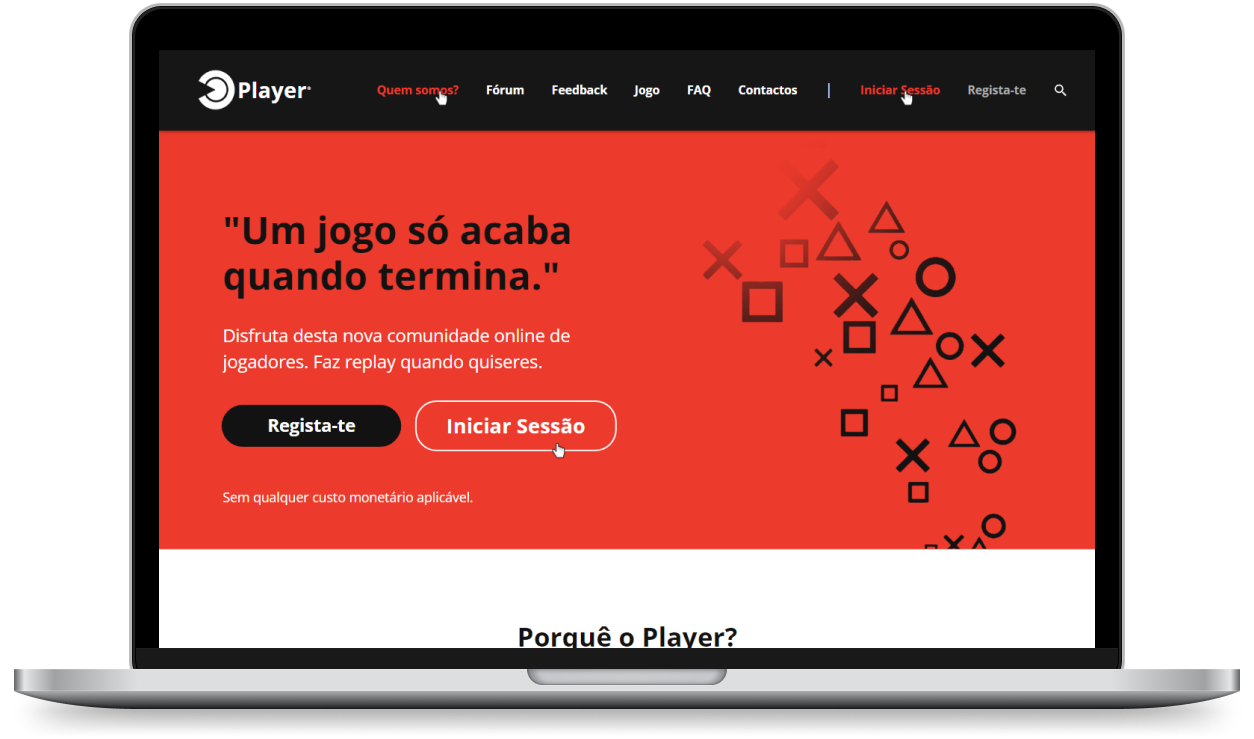 Player
Quem somos? Fórum Feedback Jogo FAQ Contactos | Iniciar Sessão Regista-te
"Um jogo só acaba
quando termina."
Disfruta desta nova comunidade online de
jogadores. Faz replay quando quiseres.
Regista-te Iniciar Sessão
Sem qualquer custo monetário aplicável.
Porquê o Player?